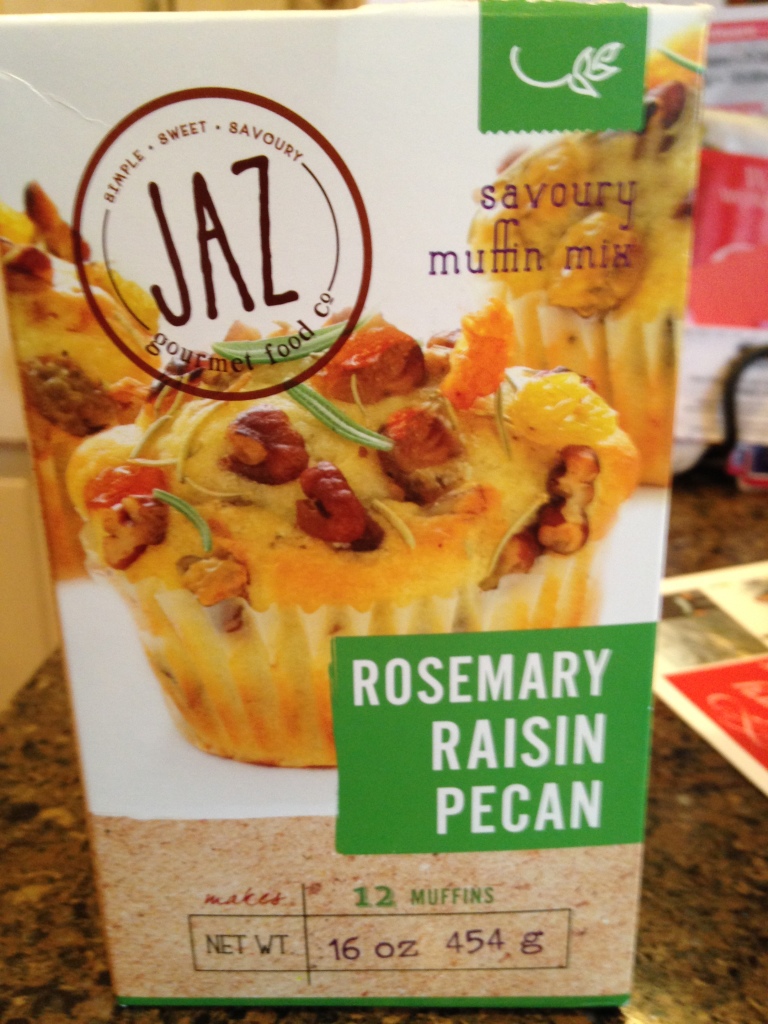 SIMPLE • SWEET • SAVOURY
JAZ
gourmet food co
savoury
muffin mix
ROSEMARY
RAISIN
PECAN
makes 12 MUFFINS
NET WT. 16 oz 454 g